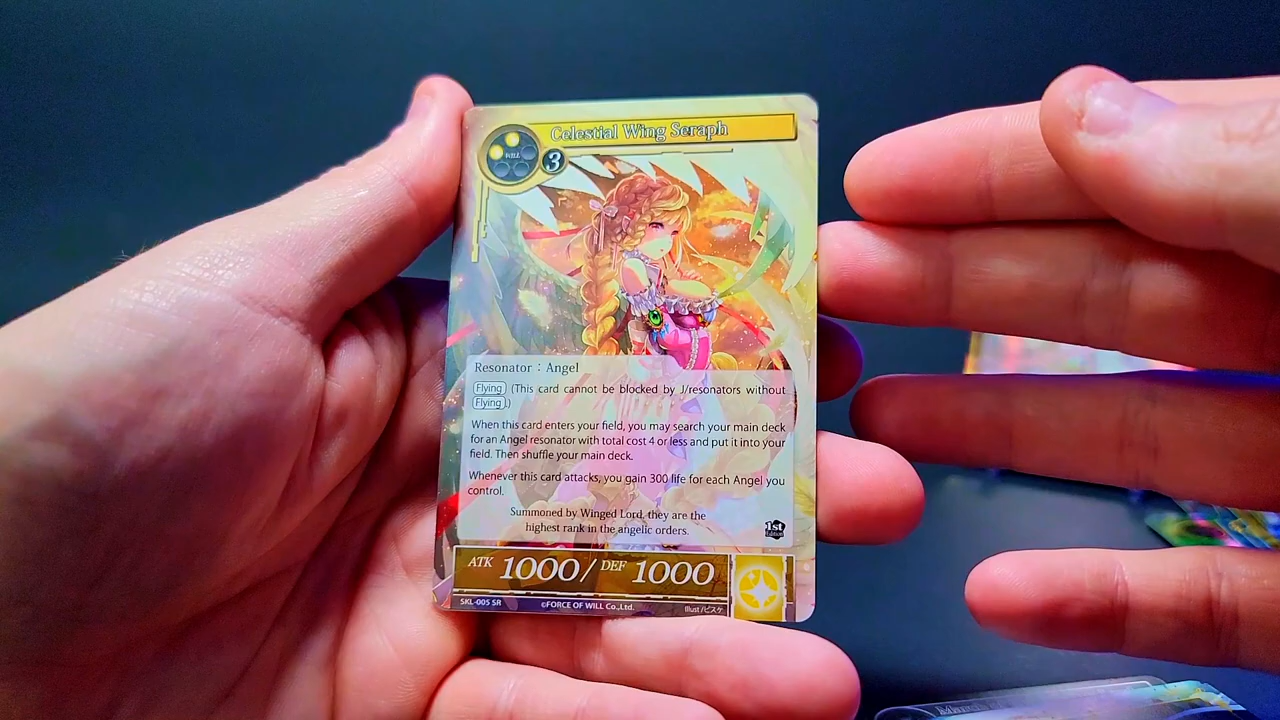 Celestial Wing Seraph
WILL
3
Resonator : Angel
Flying (This card cannot be blocked by J/resonators without
Flying.)
When this card enters your field, you may search your main deck
for an Angel resonator with total cost 4 or less and put it into your
field. Then shuffle your main deck.
Whenever this card attacks, you gain 300 life for each Angel you
control.
Summoned by Winged Lord, they are the
highest rank in the angelic orders.
1st
Edition
ATK 1000 / DEF 1000
SKL-005 SR ©FORCE OF WILL Co.,Ltd. Illust/ビスケ